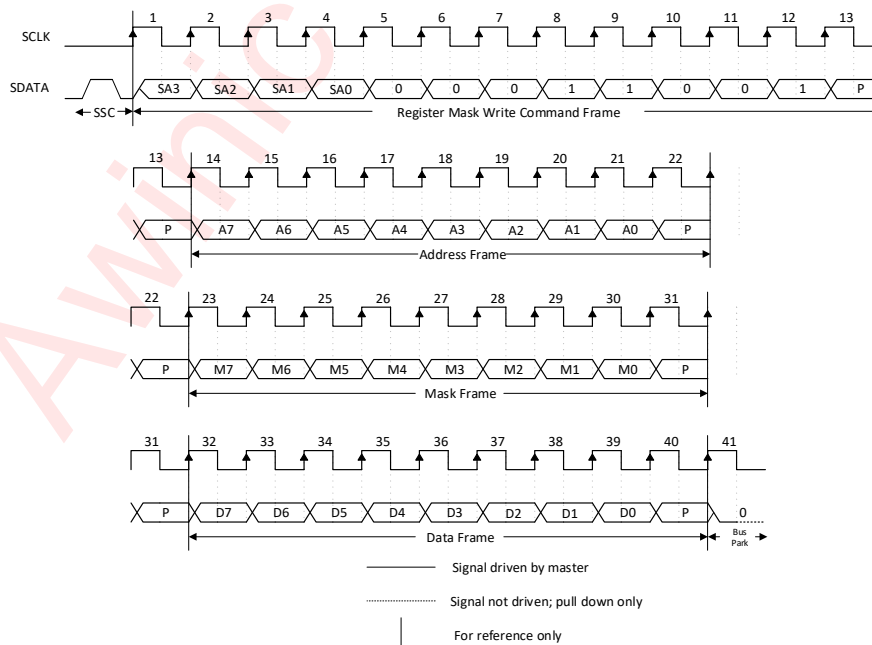 1 2 3 4 5 6 7 8 9 10 11 12 13
SCLK
SDATA SA3 SA2 SA1 SA0 0 0 0 1 1 0 0 1 P
SSC Register Mask Write Command Frame
13 14 15 16 17 18 19 20 21 22
P A7 A6 A5 A4 A3 A2 A1 A0 P
Address Frame
22 23 24 25 26 27 28 29 30 31
P M7 M6 M5 M4 M3 M2 M1 M0 P
Mask Frame
31 32 33 34 35 36 37 38 39 40 41
P D7 D6 D5 D4 D3 D2 D1 D0 P 0
Data Frame
Bus
Park
Signal driven by master
Signal not driven; pull down only
For reference only
Awinic